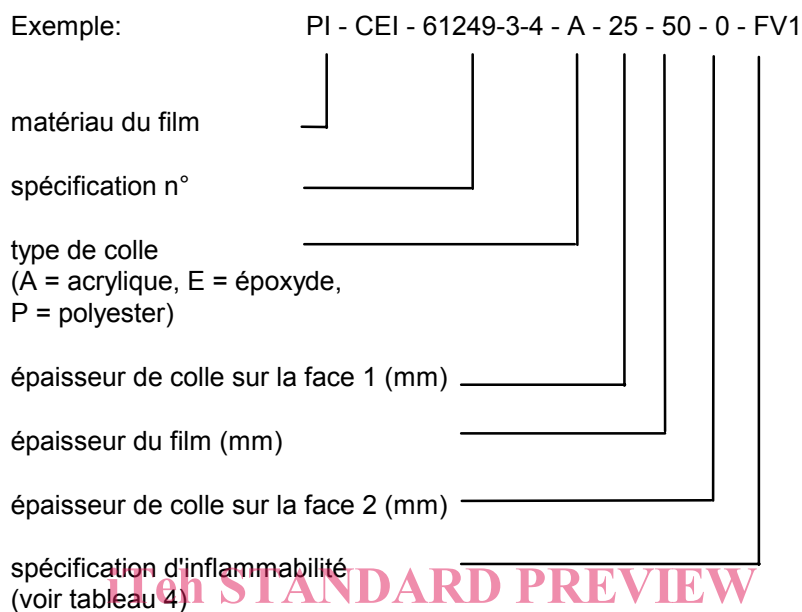 Exemple: PI - CEI - 61249-3-4 - A - 25 - 50 - 0 - FV1
matériau du film
spécification n°
type de colle
(A = acrylique, E = époxyde,
P = polyester)
épaisseur de colle sur la face 1 (mm)
épaisseur du film (mm)
épaisseur de colle sur la face 2 (mm)
spécification d'inflammabilité
(voir tableau 4)
iTeh STANDARD PREVIEW